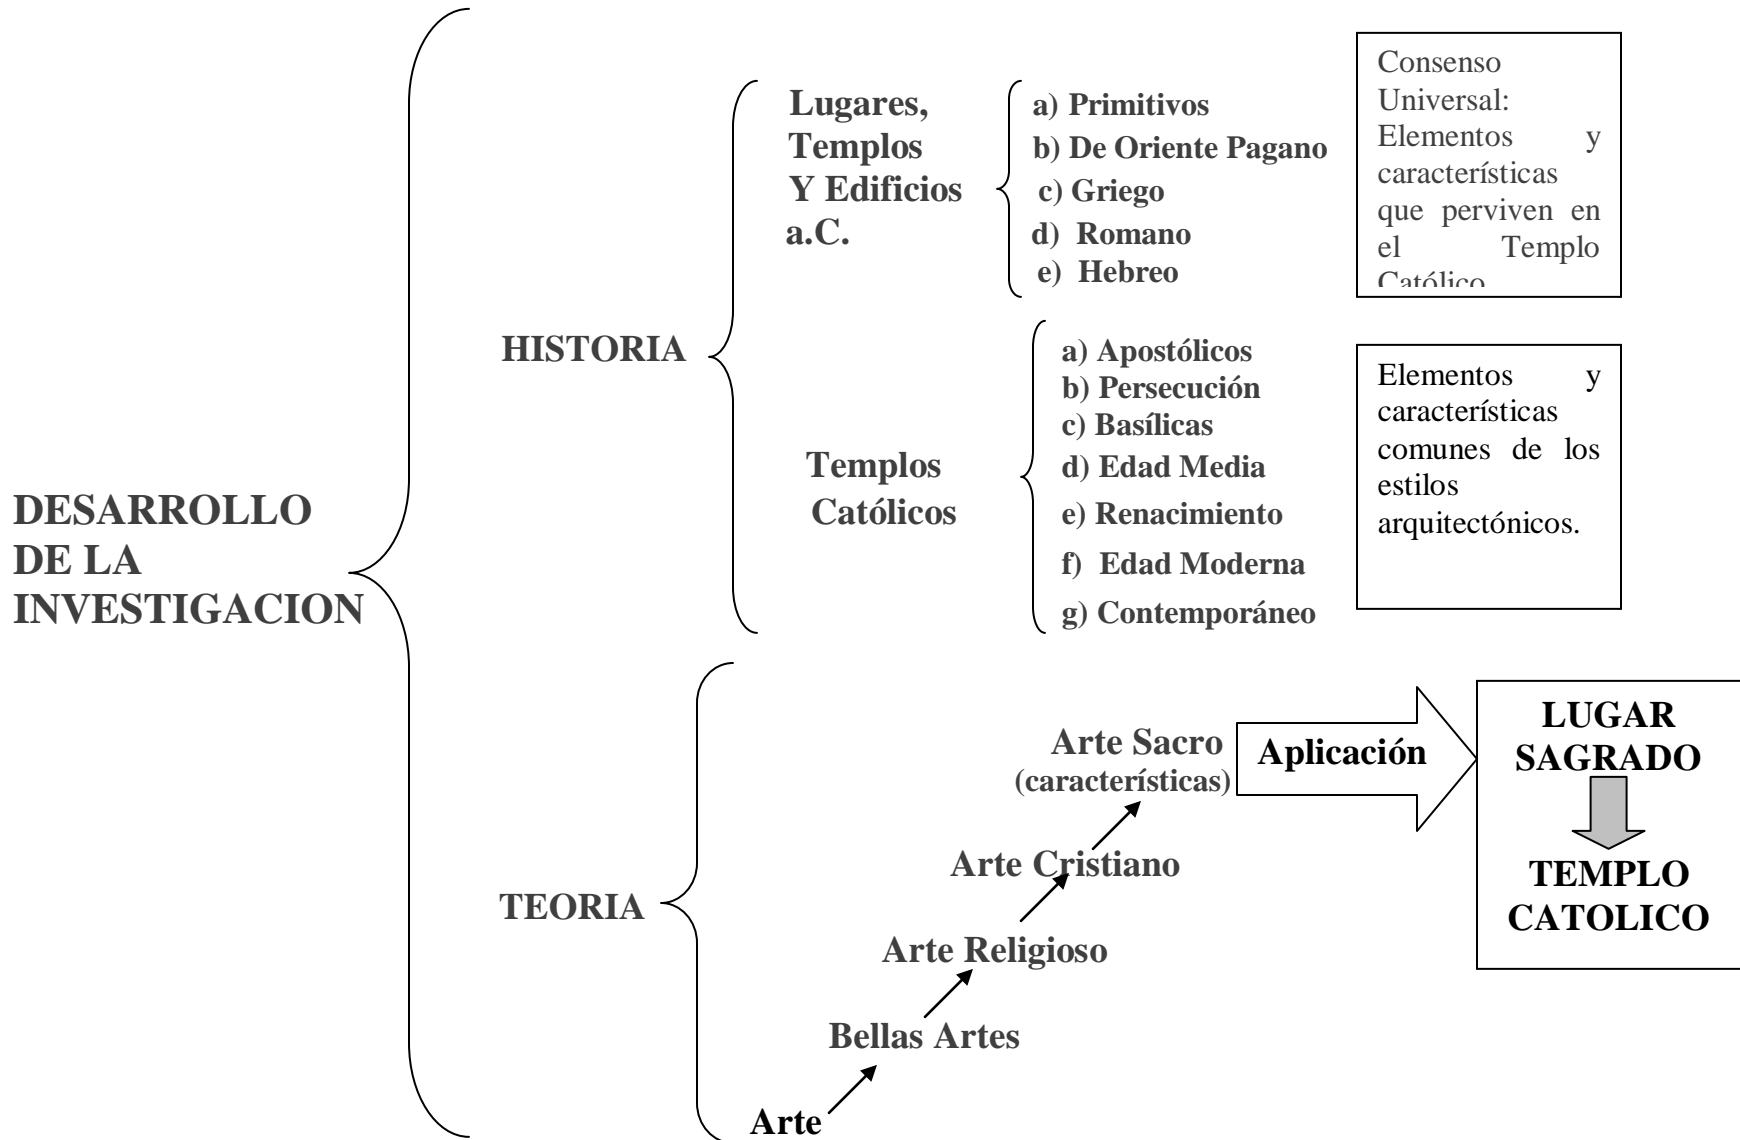 DESARROLLO
DE LA
INVESTIGACION
HISTORIA
Lugares,
Templos
Y Edificios
a.C.
a) Primitivos
b) De Oriente Pagano
c) Griego
d) Romano
e) Hebreo
Consenso
Universal:
Elementos y
características
que perviven en
el Templo
Católico
Templos
Católicos
a) Apostólicos
b) Persecución
c) Basílicas
d) Edad Media
e) Renacimiento
f) Edad Moderna
g) Contemporáneo
Elementos y
características
comunes de los
estilos
arquitectónicos.
TEORIA
Arte Sacro
(características)
Arte Cristiano
Arte Religioso
Bellas Artes
Arte
Aplicación
LUGAR
SAGRADO
TEMPLO
CATOLICO